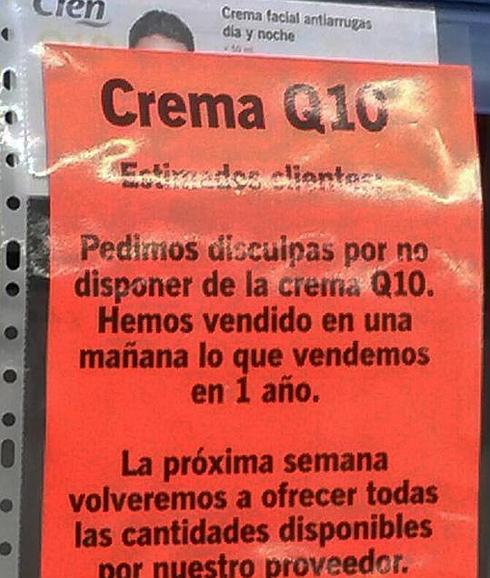 Cien
Crema facial antiarrugas
día y noche
Crema Q10
Estimados clientes:
Pedimos disculpas por no
disponer de la crema Q10.
Hemos vendido en una
mañana lo que vendemos
en 1 año.
La próxima semana
volveremos a ofrecer todas
las cantidades disponibles
por nuestro proveedor.